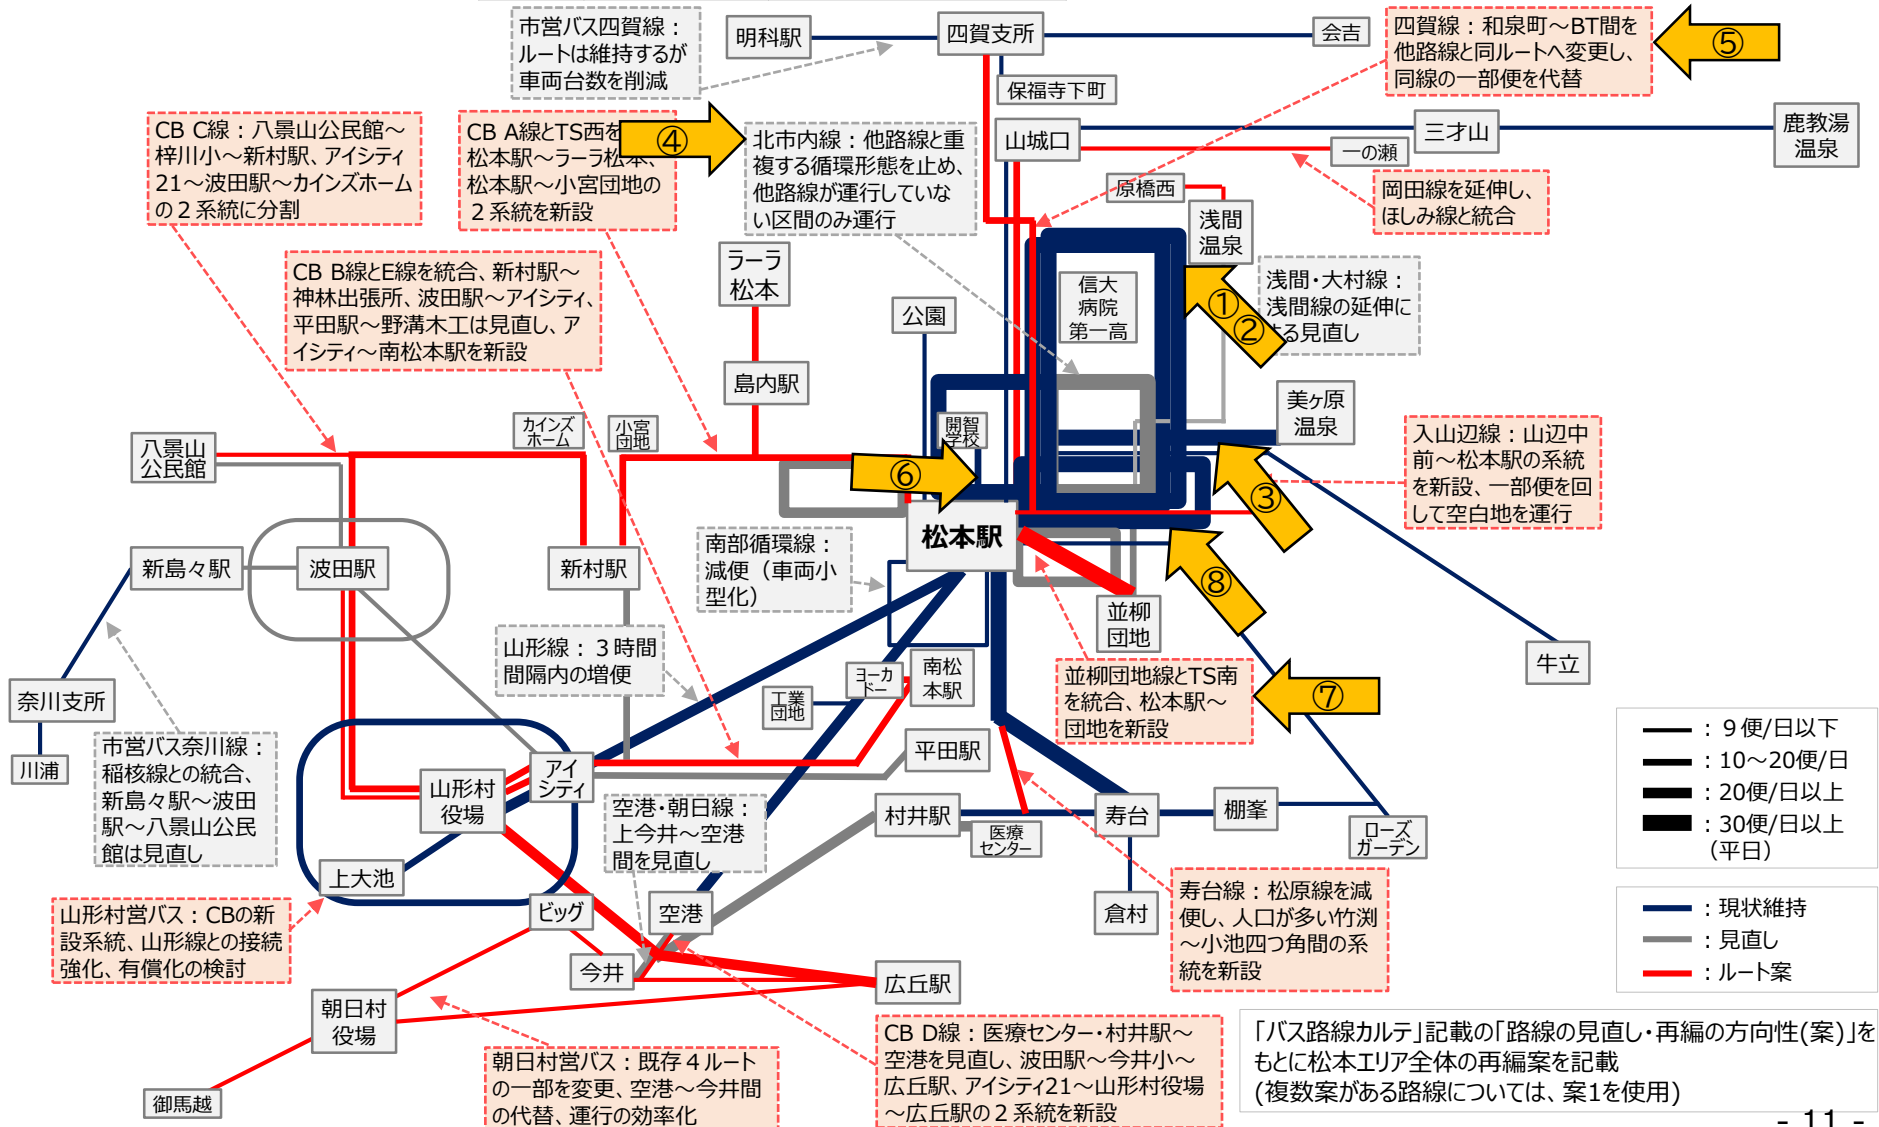 市営バス四賀線：
ルートは維持するが
車両台数を削減
明科駅
四賀支所
会吉
保福寺下町
四賀線：和泉町～BT間を
他路線と同ルートへ変更し、
同線の一部便を代替
⑤
CB C線：八景山公民館～
梓川小～新村駅、アイシティ
21～波田駅～カインズホーム
の２系統に分割
CB A線とTS西を
松本駅～ラーラ松本、
松本駅～小宮団地の
２系統を新設
④
北市内線：他路線と重
複する循環形態を止め、
他路線が運行していな
い区間のみ運行
山城口
三才山
鹿教湯
温泉
一の瀬
原橋西
浅間
温泉
岡田線を延伸し、
ほしみ線と統合
CB B線とE線を統合、新村駅～
神林出張所、波田駅～アイシティ、
平田駅～野溝木工は見直し、ア
イシティ～南松本駅を新設
ラーラ
松本
公園
信大
病院
第一高
①
②
浅間・大村線：
浅間線の延伸に
よる見直し
島内駅
カインズ
ホーム
小宮
団地
開智
学校
美ヶ原
温泉
八景山
公民館
⑥
③
入山辺線：山辺中
前～松本駅の系統
を新設、一部便を回
して空白地を運行
松本駅
新島々駅
波田駅
新村駅
南部循環線：
減便（車両小
型化）
⑧
並柳
団地
牛立
山形線：３時間
間隔内の増便
ヨーカ
ドー
南松
本駅
工業
団地
並柳団地線とTS南
を統合、松本駅～
団地を新設
⑦
奈川支所
川浦
市営バス奈川線：
稲核線との統合、
新島々駅～波田
駅～八景山公民
館は見直し
アイ
シティ
平田駅
山形村
役場
空港・朝日線：
上今井～空港
間を見直し
村井駅
医療
センター
寿台
棚峯
ローズ
ガーデン
：９便/日以下
：10～20便/日
：20便/日以上
：30便/日以上
(平日)
上大池
ビッグ
空港
倉村
寿台線：松原線を減
便し、人口が多い竹渕
～小池四つ角間の系
統を新設
：現状維持
：見直し
：ルート案
山形村営バス：CBの新
設系統、山形線との接続
強化、有償化の検討
今井
広丘駅
朝日村
役場
御馬越
朝日村営バス：既存４ルート
の一部を変更、空港～今井間
の代替、運行の効率化
CB D線：医療センター・村井駅～
空港を見直し、波田駅～今井小～
広丘駅、アイシティ21～山形村役場
～広丘駅の２系統を新設
「バス路線カルテ」記載の「路線の見直し・再編の方向性(案)」を
もとに松本エリア全体の再編案を記載
(複数案がある路線については、案1を使用)
- 11 -